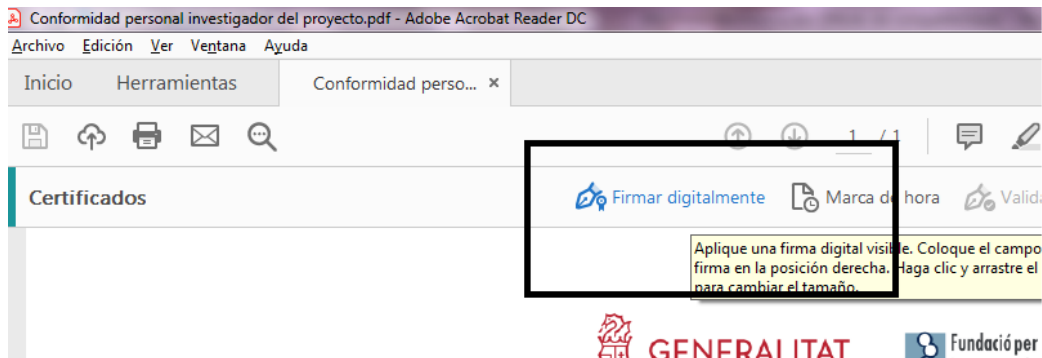 Conformidad personal investigador del proyecto.pdf - Adobe Acrobat Reader DC
Archivo Edición Ver Ventana Ayuda
Inicio Herramientas Conformidad perso... ×
1 / 1
Certificados Firmar digitalmente Marca de hora Valida
Aplique una firma digital visible. Coloque el campo
firma en la posición derecha. Haga clic y arrastre el
para cambiar el tamaño.
GENERALITAT Fundació per